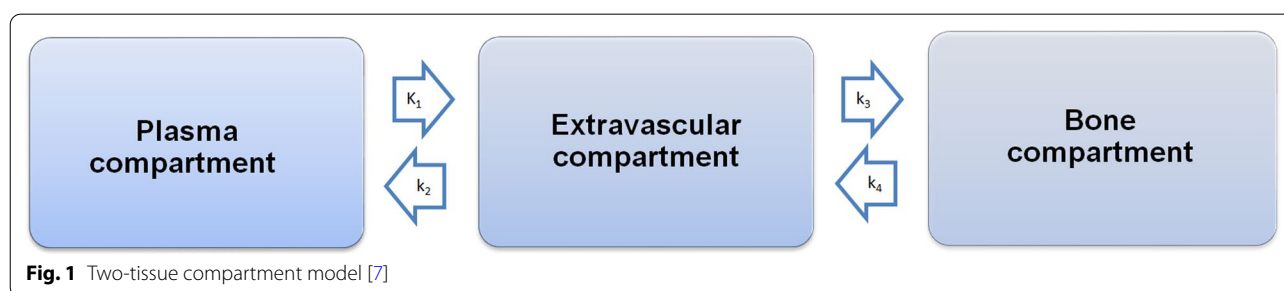 Plasma
compartment
K₁
k₂
Extravascular
compartment
k₃
k₄
Bone
compartment
Fig. 1 Two-tissue compartment model [7]